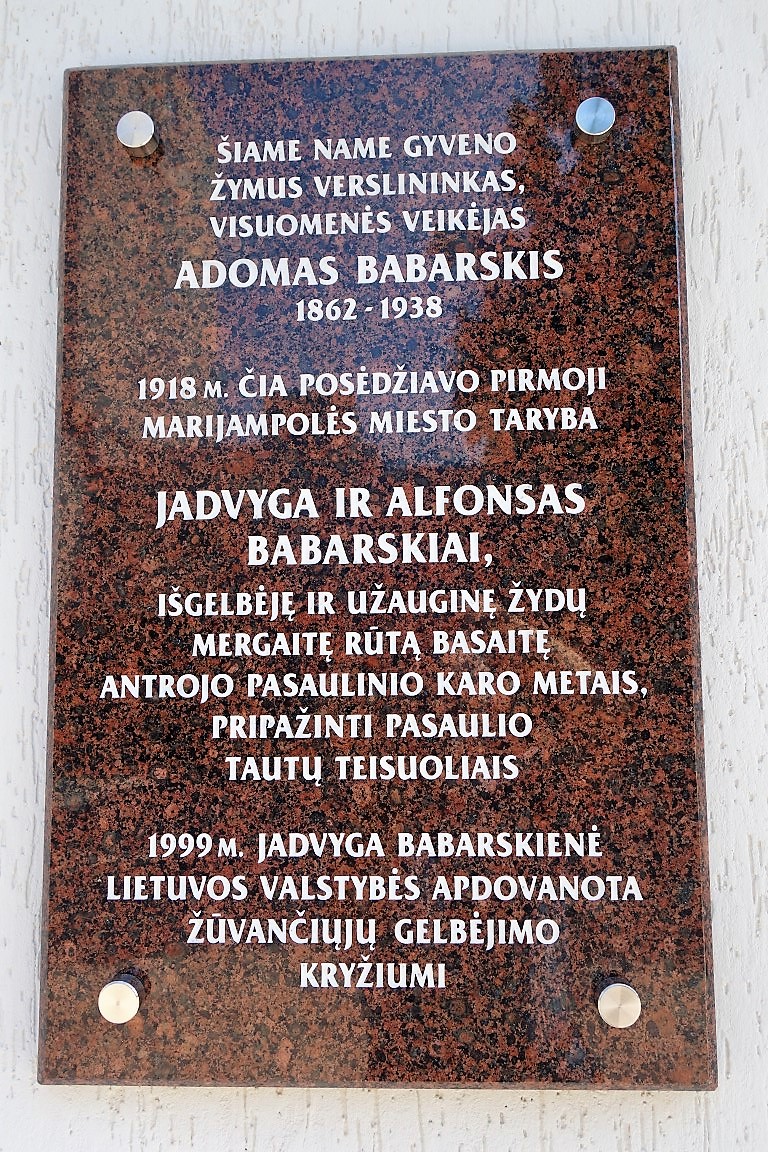 ŠIAME NAME GYVENO
ŽYMUS VERSLININKAS,
VISUOMENĖS VEIKĖJAS
ADOMAS BABARSKIS
1862 - 1938
1918 M. ČIA POSĖDŽIAVO PIRMOJI
MARIJAMPOLĖS MIESTO TARYBA
JADVYGA IR ALFONSAS
BABARSKIAI,
IŠGELBĖJĘ IR UŽAUGINĘ ŽYDŲ
MERGAITĘ RŪTĄ BASAITĘ
ANTROJO PASAULINIO KARO METAIS,
PRIPAŽINTI PASAULIO
TAUTŲ TEISUOLIAIS
1999 M. JADVYGA BABARSKIENĖ
LIETUVOS VALSTYBĖS APDOVANOTA
ŽŪVANČIŲJŲ GELBĖJIMO
KRYŽIUMI